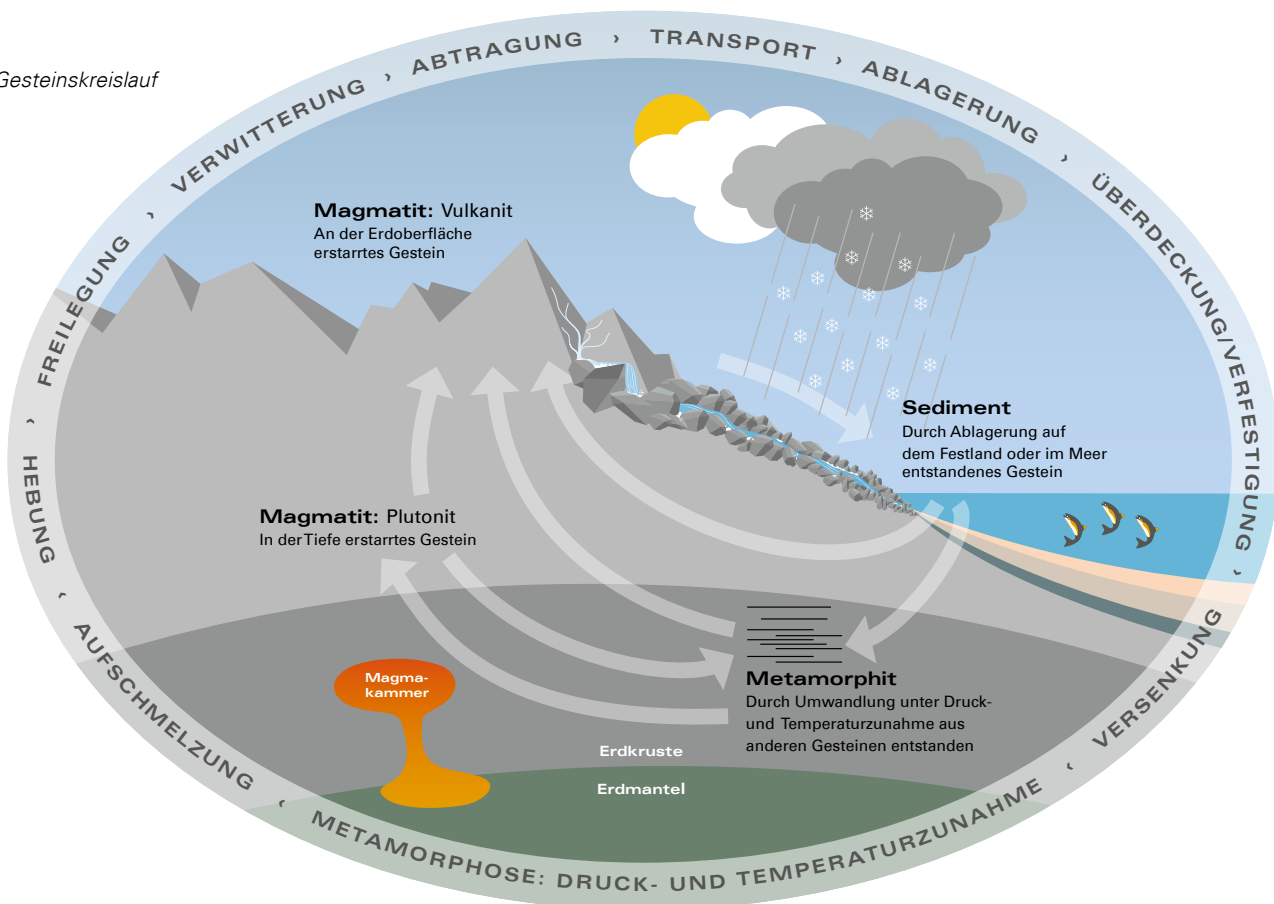 Gesteinskreislauf
FREILEGUNG › VERWITTERUNG › ABTRAGUNG › TRANSPORT › ABLAGERUNG › ÜBERDECKUNG/VERFESTIGUNG ›
VERSENKUNG ‹ METAMORPHOSE: DRUCK- UND TEMPERATURZUNAHME ‹ AUFSCHMELZUNG ‹ HEBUNG ›
Magmatit: Vulkanit
An der Erdoberfläche
erstarrtes Gestein
Sediment
Durch Ablagerung auf
dem Festland oder im Meer
entstandenes Gestein
Magmatit: Plutonit
In der Tiefe erstarrtes Gestein
Magma-
kammer
Metamorphit
Durch Umwandlung unter Druck-
und Temperaturzunahme aus
anderen Gesteinen entstanden
Erdkruste
Erdmantel